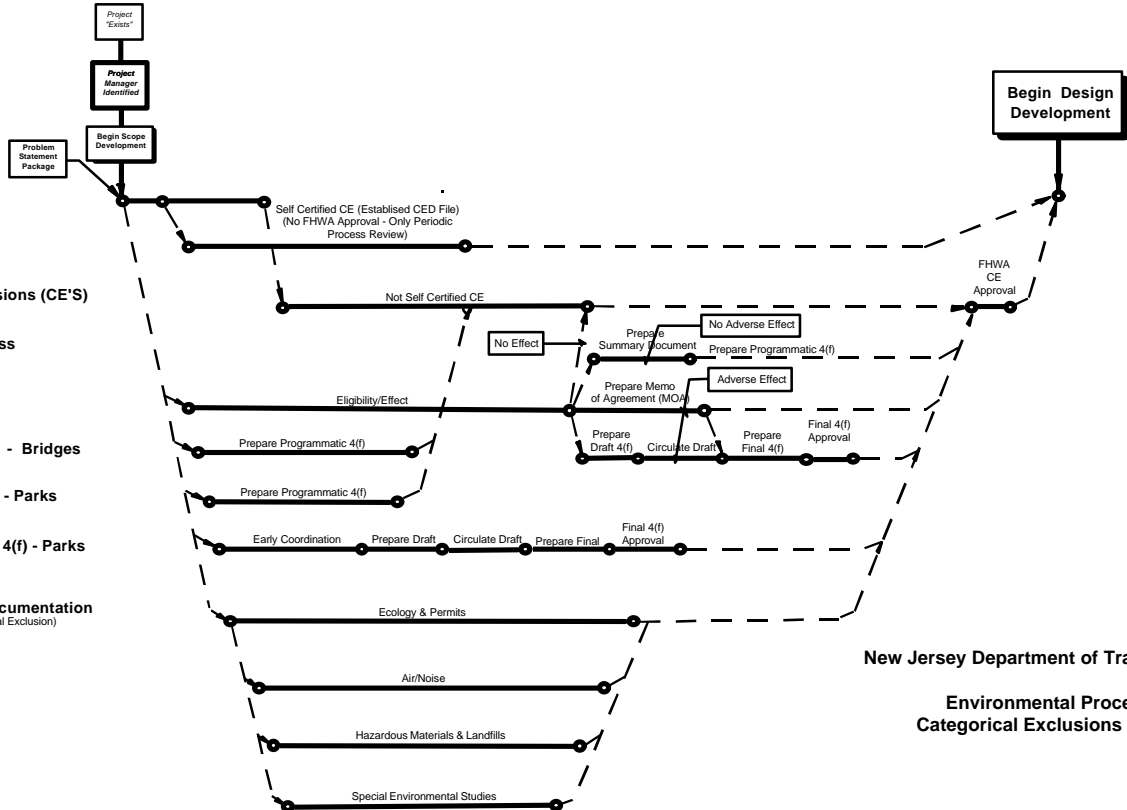 Project
"Exists"
Project
Manager
Identified
Begin Scope
Development
Problem
Statement
Package
Begin Design
Development
Self Certified CE (Establised CED File)
(No FHWA Approval - Only Periodic
Process Review)
FHWA
CE
Approval
sions (CE'S)
Not Self Certified CE
ss
No Effect
Prepare
Summary Document
No Adverse Effect
Prepare Programmatic 4(f)
Eligibility/Effect
Prepare Memo
of Agreement (MOA)
Adverse Effect
- Bridges
Prepare Programmatic 4(f)
Prepare
Draft 4(f)
Circulate Draft
Prepare
Final 4(f)
Final 4(f)
Approval
- Parks
Prepare Programmatic 4(f)
4(f) - Parks
Early Coordination
Prepare Draft
Circulate Draft
Prepare Final
Final 4(f)
Approval
cumentation
al Exclusion)
Ecology & Permits
Air/Noise
Hazardous Materials & Landfills
Special Environmental Studies
New Jersey Department of Tra
Environmental Proce
Categorical Exclusions